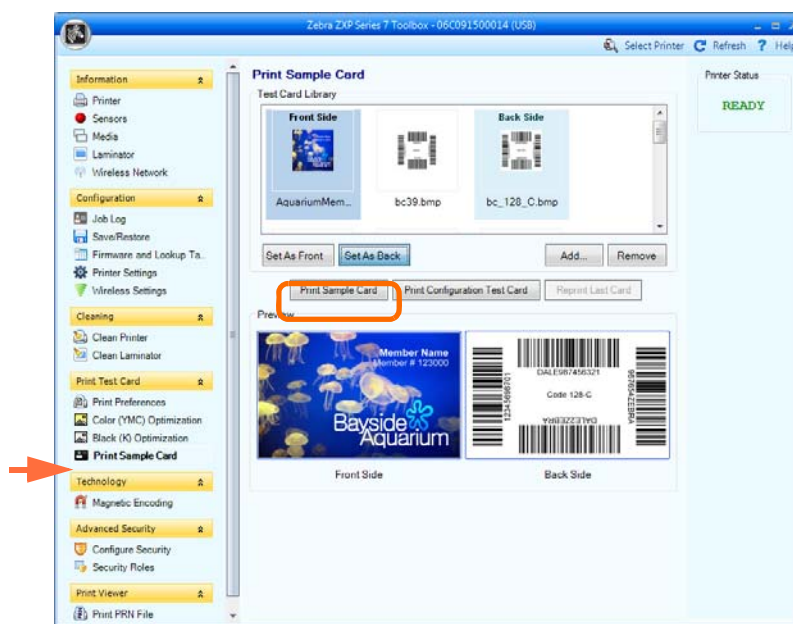 Zebra ZXP Series 7 Toolbox - 06C091500014 (USB)
Select Printer Refresh ? Help
Information
Printer
Sensors
Media
Laminator
Wireless Network
Configuration
Job Log
Save/Restore
Firmware and Lookup Ta..
Printer Settings
Wireless Settings
Cleaning
Clean Printer
Clean Laminator
Print Test Card
Print Preferences
Color (YMC) Optimization
Black (K) Optimization
Print Sample Card
Technology
Magnetic Encoding
Advanced Security
Configure Security
Security Roles
Print Viewer
Print PRN File
Print Sample Card
Test Card Library
Front Side
Back Side
AquariumMem...
bc39.bmp
bc_128_C.bmp
Set As Front
Set As Back
Add...
Remove
Print Sample Card
Print Configuration Test Card
Reprint Last Card
Preview
Member Name
Member # 123000
Bayside
Aquarium
DALE987456321
Code 128-C
12345698701
987654ZEBRA
DALEZZEBRA
Front Side
Back Side
Printer Status
READY